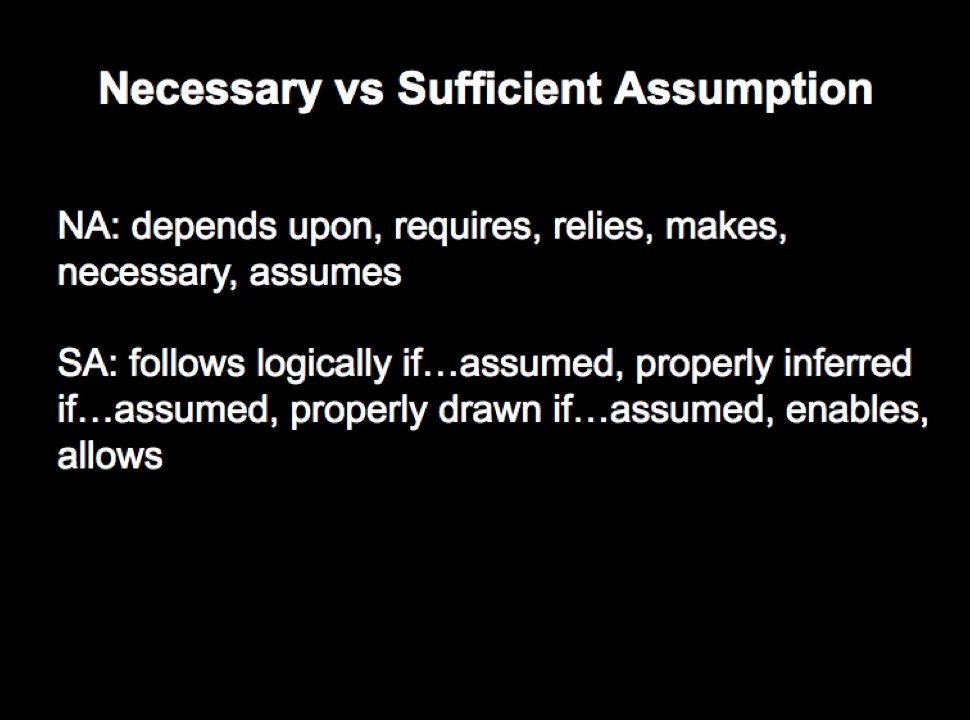 Necessary vs Sufficient Assumption
NA: depends upon, requires, relies, makes,
necessary, assumes
SA: follows logically if…assumed, properly inferred
if…assumed, properly drawn if…assumed, enables,
allows